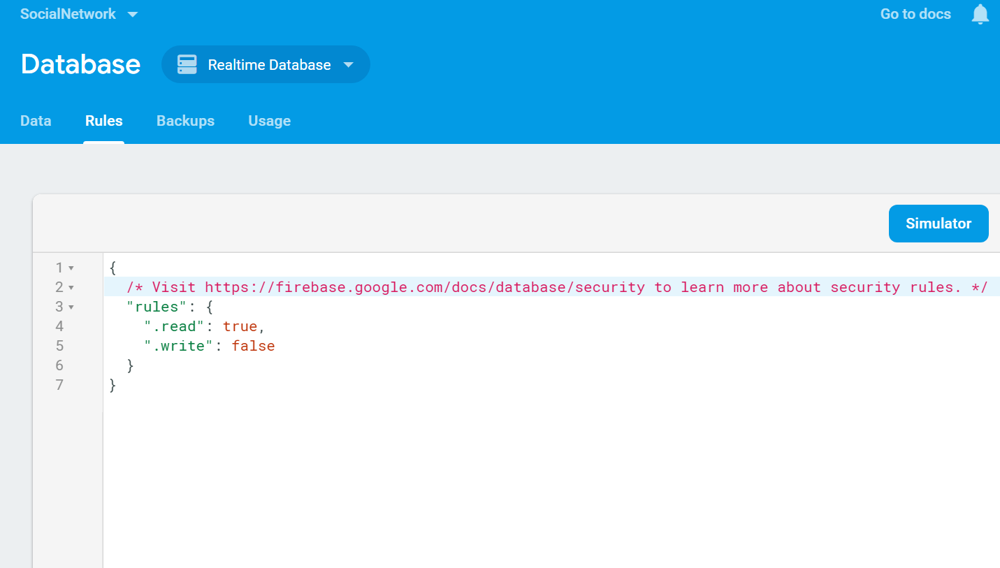 SocialNetwork
Go to docs
Database
Realtime Database
Data
Rules
Backups
Usage
Simulator
1 {
2 /* Visit https://firebase.google.com/docs/database/security to learn more about security rules. */
3 "rules": {
4 ".read": true,
5 ".write": false
6 }
7 }